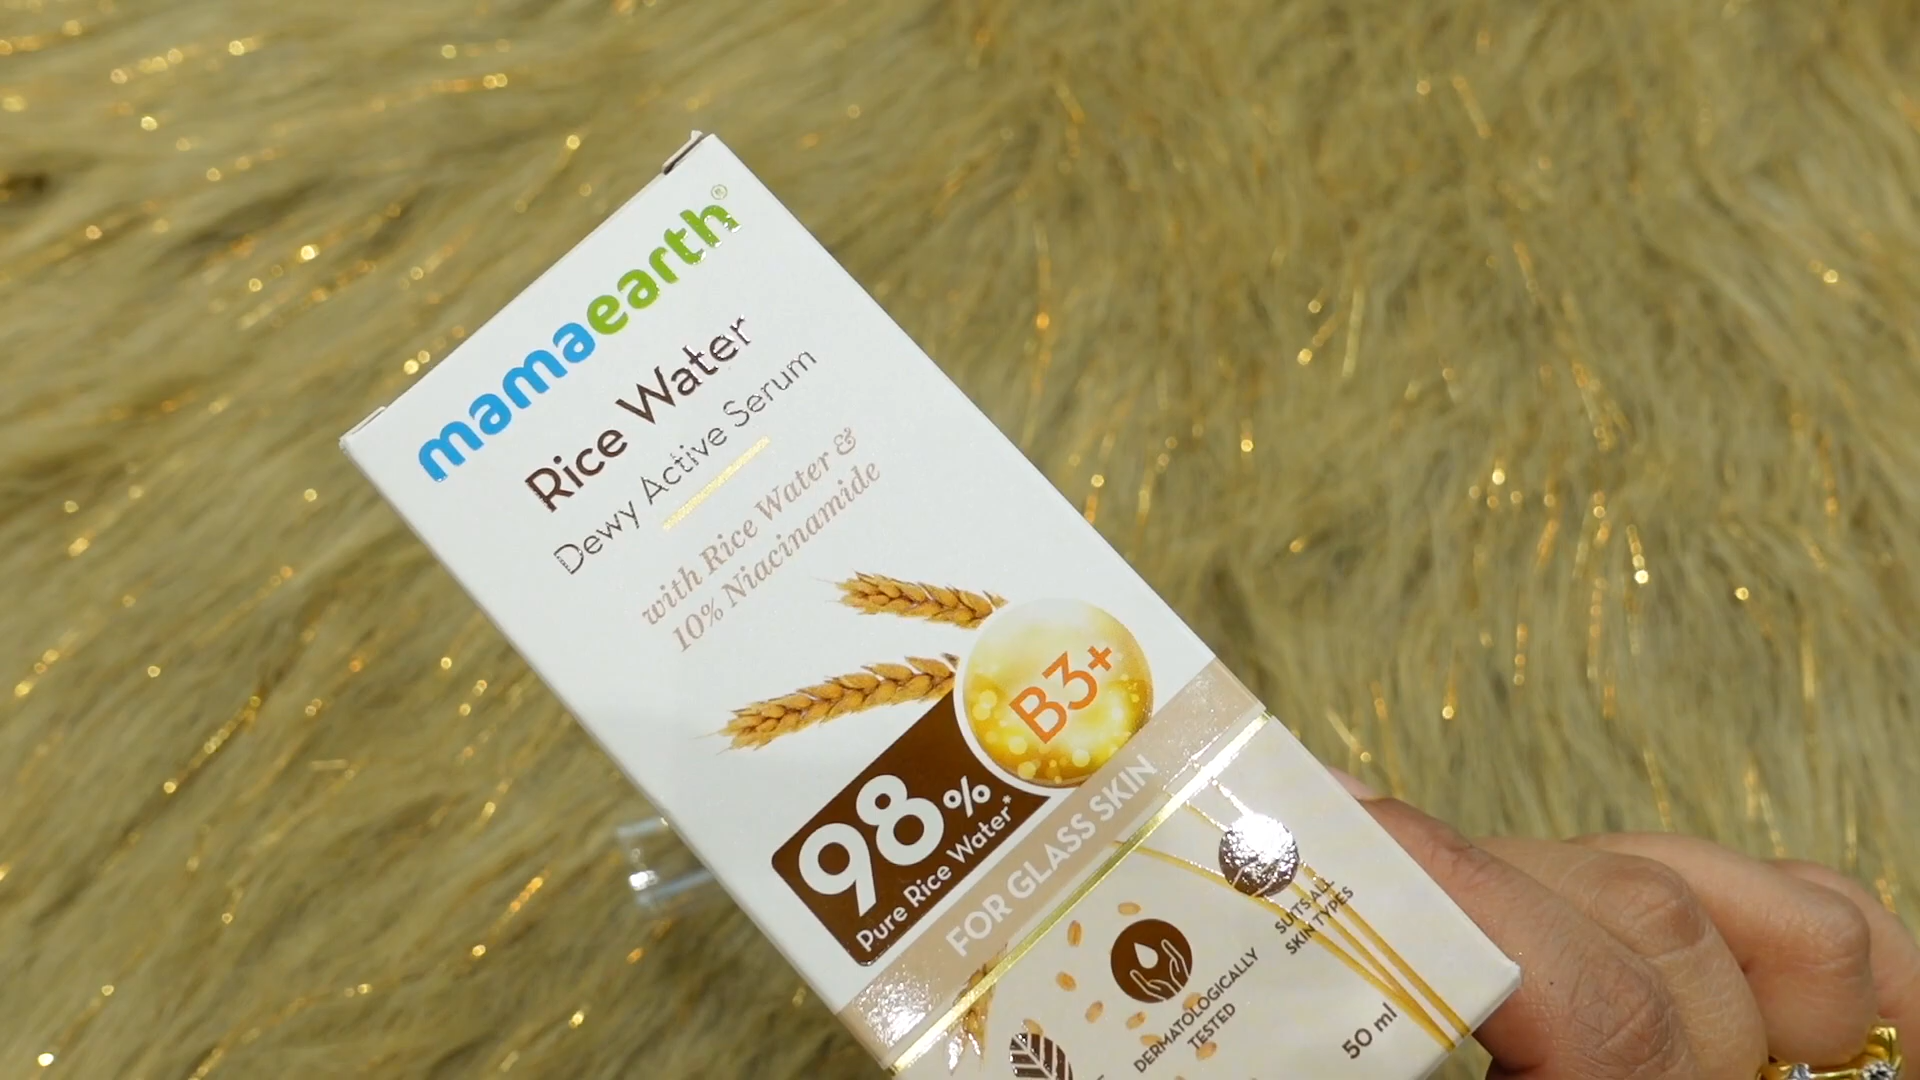 mamaearth®
Rice Water
Dewy Active Serum
with Rice Water &
10% Niacinamide
B3+
98%
Pure Rice Water*
FOR GLASS SKIN
SUITS ALL
SKIN TYPES
DERMATOLOGICALLY
TESTED
50 ml